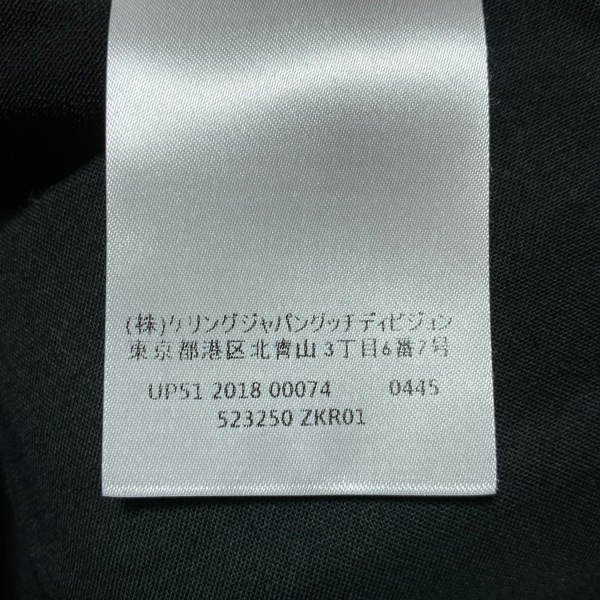 (株)ケリングジャパングッチディビジョン
東京都港区北青山3丁目6番7号
UP51 2018 00074 0445
523250 ZKR01